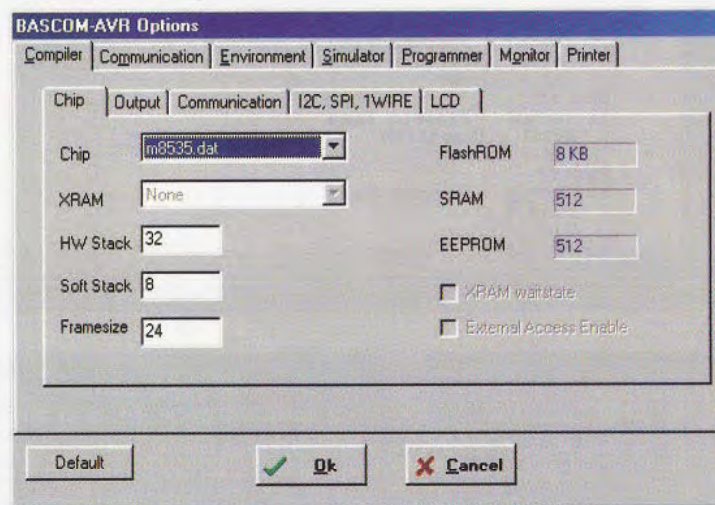 BASCOM-AVR Options
Compiler Communication Environment Simulator Programmer Monitor Printer
Chip Output Communication I2C, SPI, 1WIRE LCD
Chip m8535.dat FlashROM 8 KB
XRAM None SRAM 512
HW Stack 32 EEPROM 512
Soft Stack 8 XRAM waitstate
Framesize 24 External Access Enable
Default Ok Cancel